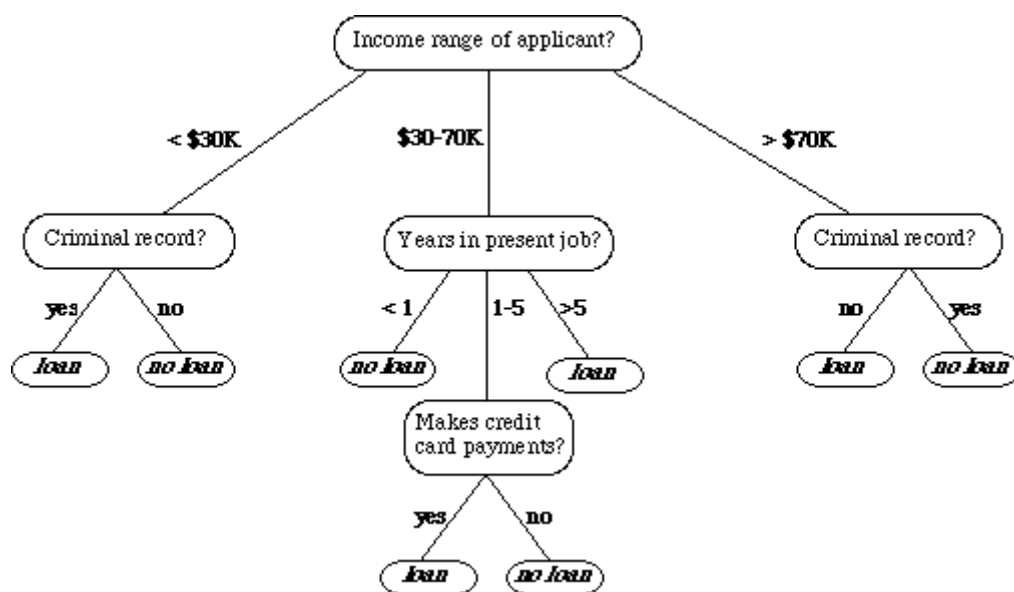 Income range of applicant?
< $30K
$30-70K
> $70K
Criminal record?
Years in present job?
Criminal record?
yes
no
< 1
1-5
>5
no
yes
loan
no loan
no loan
loan
loan
no loan
Makes credit
card payments?
yes
no
loan
no loan